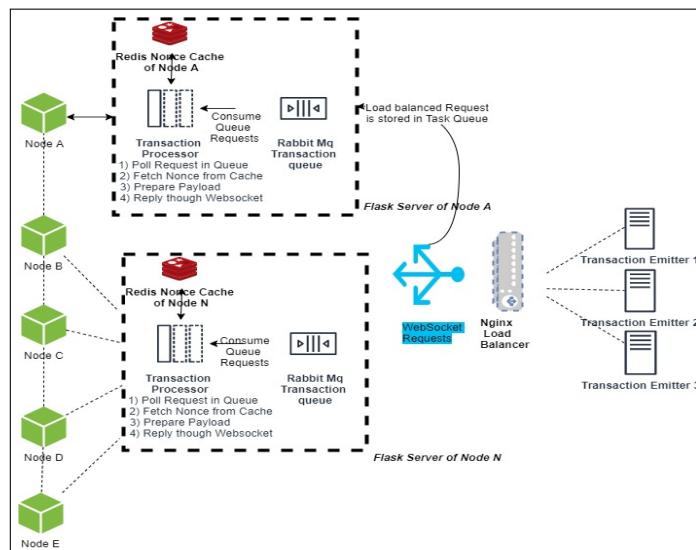 Redis Nonce Cache
of Node A
Node A
Consume
Queue
Requests
Transaction
Processor
1) Poll Request in Queue
2) Fetch Nonce from Cache
3) Prepare Payload
4) Reply though Websocket
Rabbit Mq
Transaction
queue
Load balanced Request
is stored in Task Queue
Flask Server of Node A
Node B
Redis Nonce Cache
of Node N
Node C
Consume
Queue
Requests
Transaction
Processor
1) Poll Request in Queue
2) Fetch Nonce from Cache
3) Prepare Payload
4) Reply though Websocket
Rabbit Mq
Transaction
queue
Flask Server of Node N
Node D
Node E
WebSocket
Requests
Nginx
Load
Balancer
Transaction Emitter 1
Transaction Emitter 2
Transaction Emitter 3